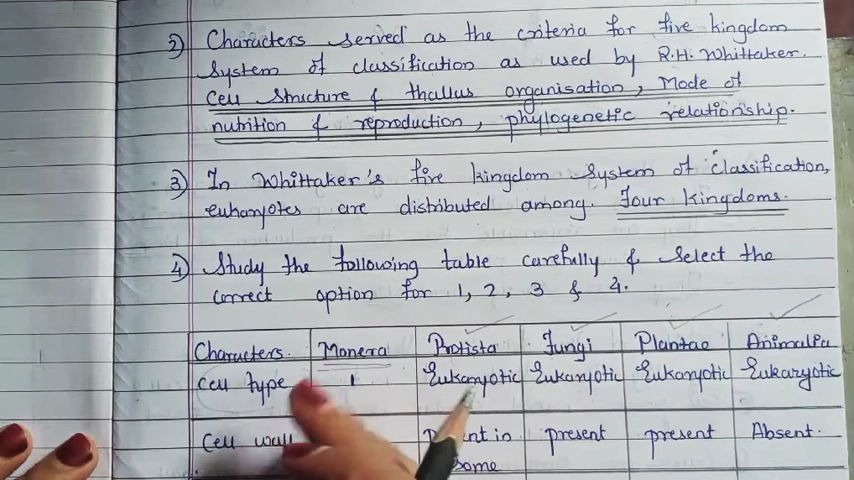 2) Characters served as the criteria for five kingdom
system of classification as used by R.H. Whittaker.
Cell structure & thallus organisation, Mode of
nutrition & reproduction, phylogenetic relationship.
3) In Whittaker's five kingdom system of classification,
eukaryotes are distributed among. Four kingdoms.
4) Study the following table carefully & select the
correct option for 1, 2, 3 & 4.
Characters. Monera Protista Fungi Plantae Animalia
Cell type 1 Eukaryotic Eukaryotic Eukaryotic Eukaryotic
Cell wall in present present Absent.
some